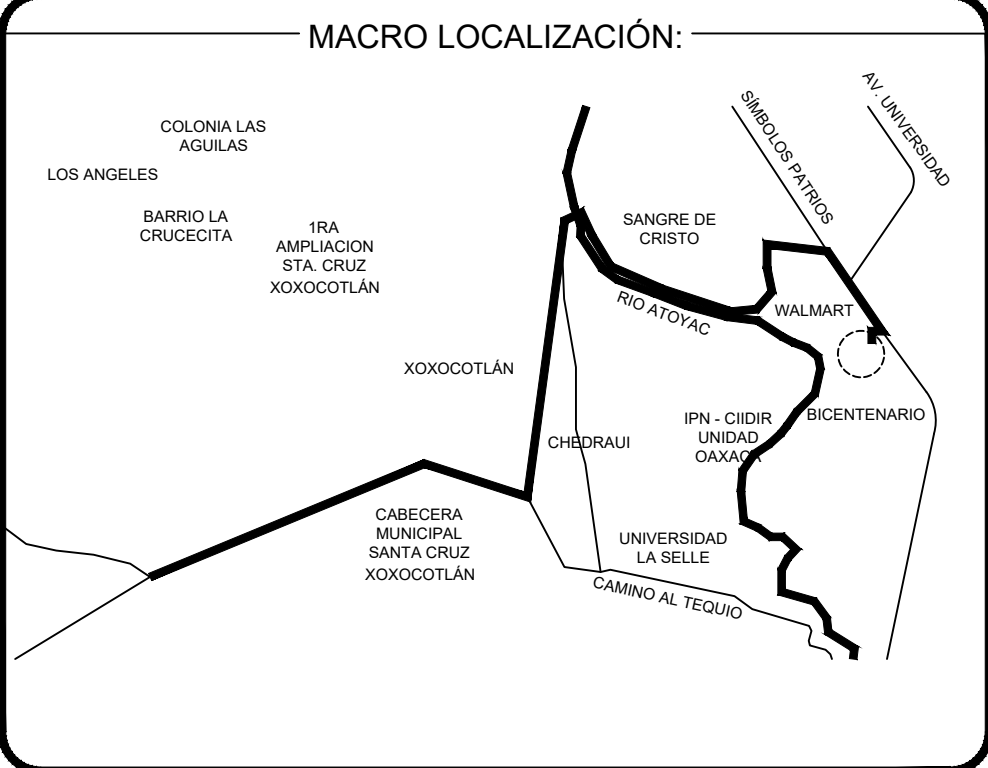 MACRO LOCALIZACIÓN:
AV. UNIVERSIDAD
SÍMBOLOS PATRIOS
COLONIA LAS
AGUILAS
LOS ANGELES
BARRIO LA
CRUCECITA
1RA
AMPLIACION
STA. CRUZ
XOXOCOTLÁN
SANGRE DE
CRISTO
RIO ATOYAC
WALMART
XOXOCOTLÁN
BICENTENARIO
IPN - CIIDIR
UNIDAD
OAXACA
CHEDRAUI
CABECERA
MUNICIPAL
SANTA CRUZ
XOXOCOTLÁN
UNIVERSIDAD
LA SELLE
CAMINO AL TEQUIO